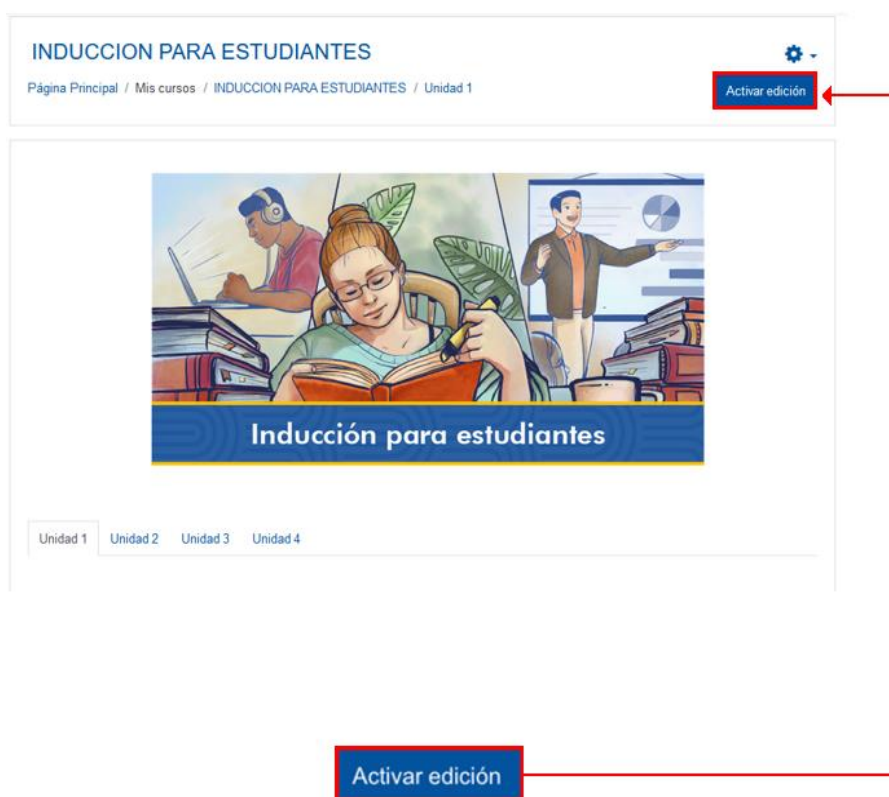 INDUCCION PARA ESTUDIANTES
Página Principal / Mis cursos / INDUCCION PARA ESTUDIANTES / Unidad 1
Activar edición
Inducción para estudiantes
Unidad 1 Unidad 2 Unidad 3 Unidad 4
Activar edición